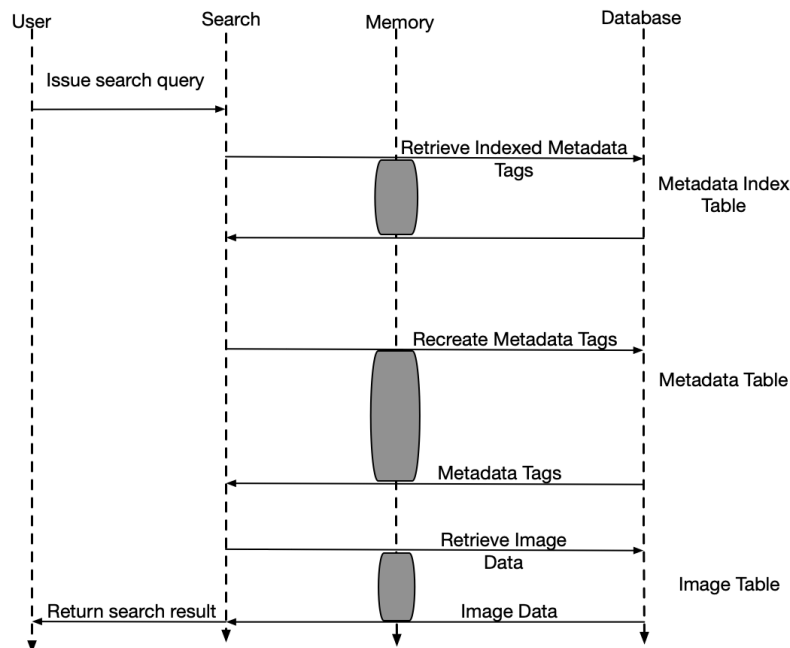 User
Search
Memory
Database
Issue search query
Retrieve Indexed Metadata
Tags
Metadata Index
Table
Recreate Metadata Tags
Metadata Table
Metadata Tags
Retrieve Image
Data
Image Table
Return search result
Image Data